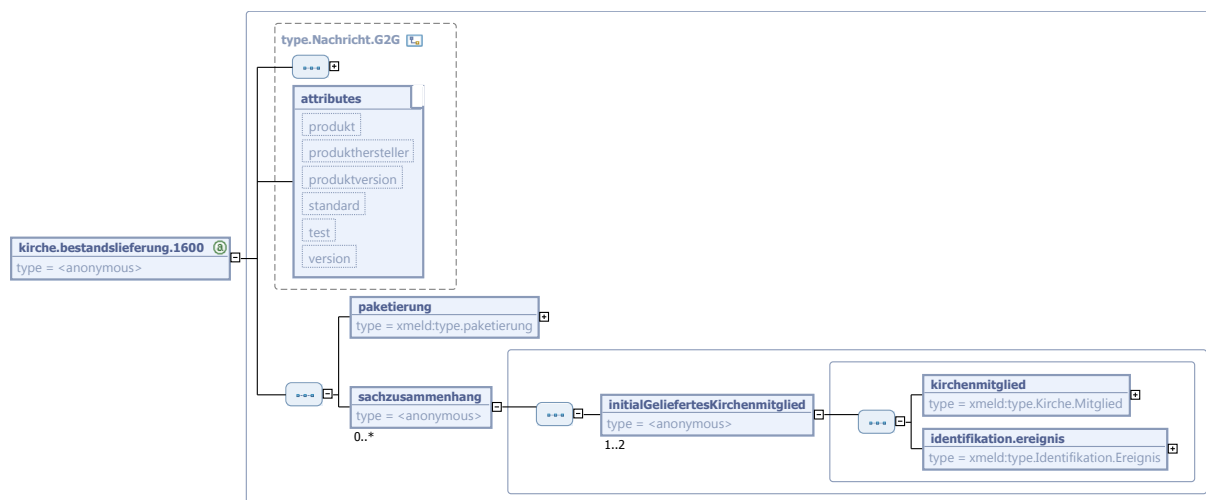 type.Nachricht.G2G
attributes
produkt
produkthersteller
produktversion
standard
test
version
kirche.bestandslieferung.1600 a
type = <anonymous>
paketierung
type = xmeld:type.paketierung
sachzusammenhang
type = <anonymous>
0..*
initialGeliefertesKirchenmitglied
type = <anonymous>
1..2
kirchenmitglied
type = xmeld:type.Kirche.Mitglied
identifikation.ereignis
type = xmeld:type.Identifikation.Ereignis